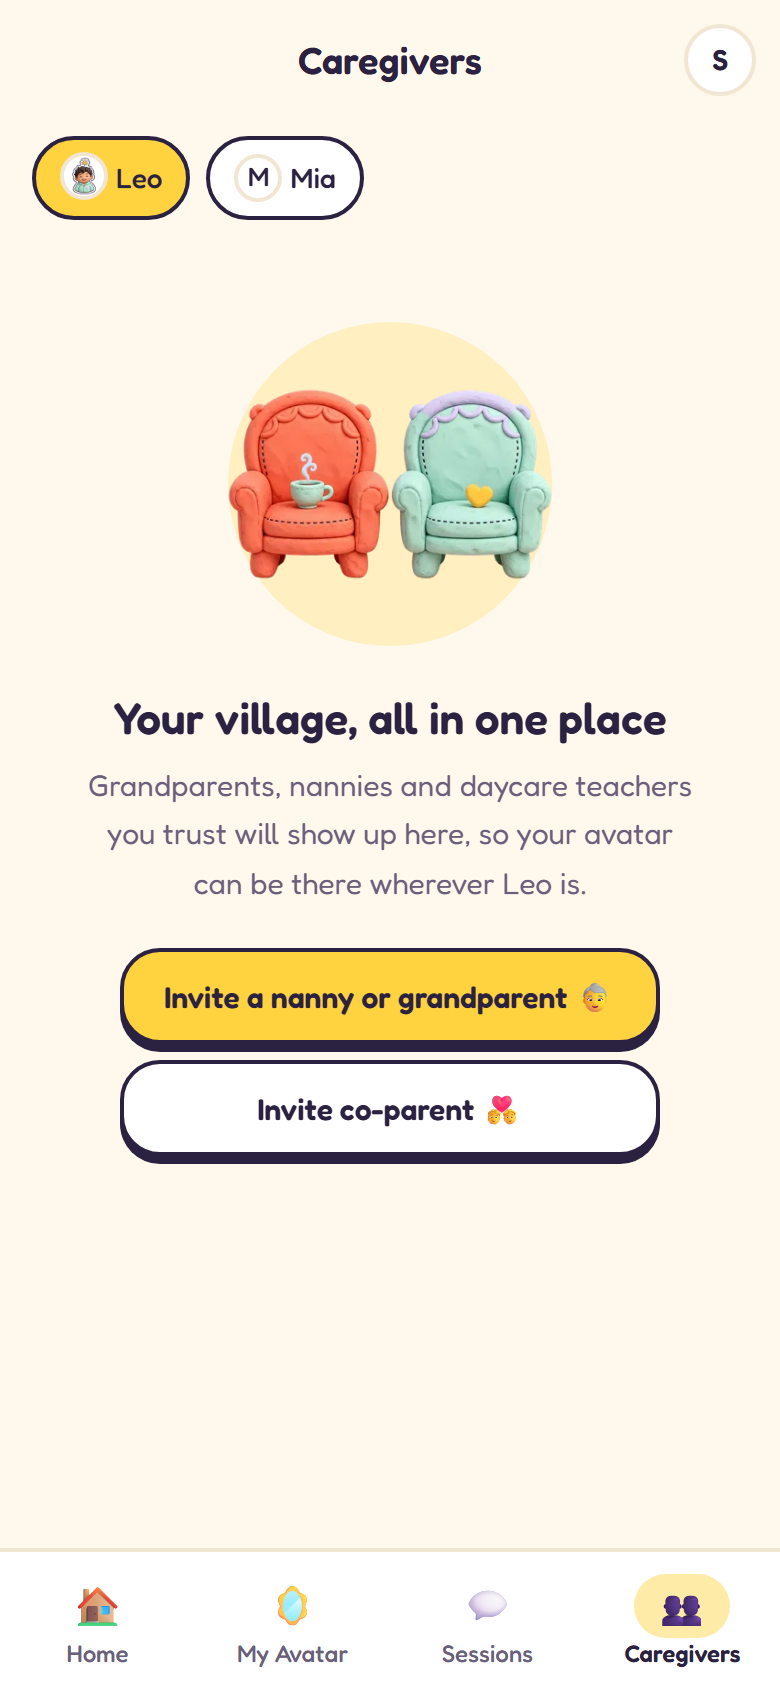 Caregivers
S
Leo
M Mia
Your village, all in one place
Grandparents, nannies and daycare teachers
you trust will show up here, so your avatar
can be there wherever Leo is.
Invite a nanny or grandparent
Invite co-parent
Home
My Avatar
Sessions
Caregivers